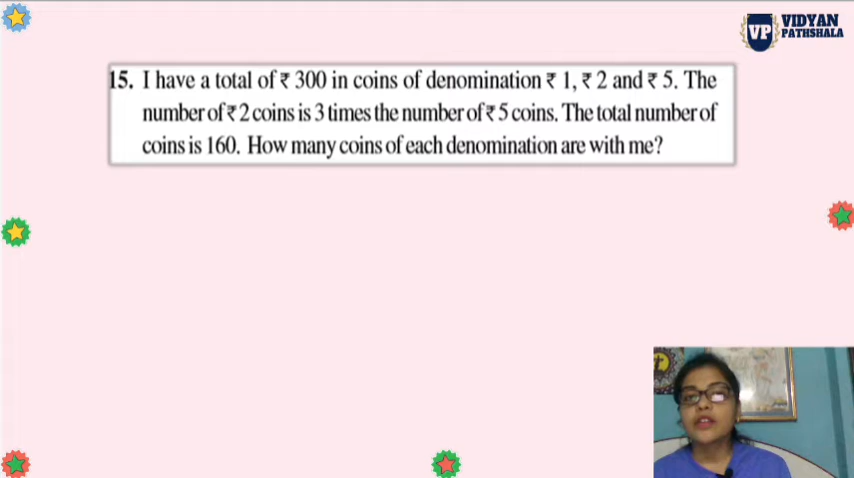 VIDYAN
VP PATHSHALA
15. I have a total of ₹ 300 in coins of denomination ₹ 1, ₹ 2 and ₹ 5. The
number of ₹ 2 coins is 3 times the number of ₹ 5 coins. The total number of
coins is 160. How many coins of each denomination are with me?